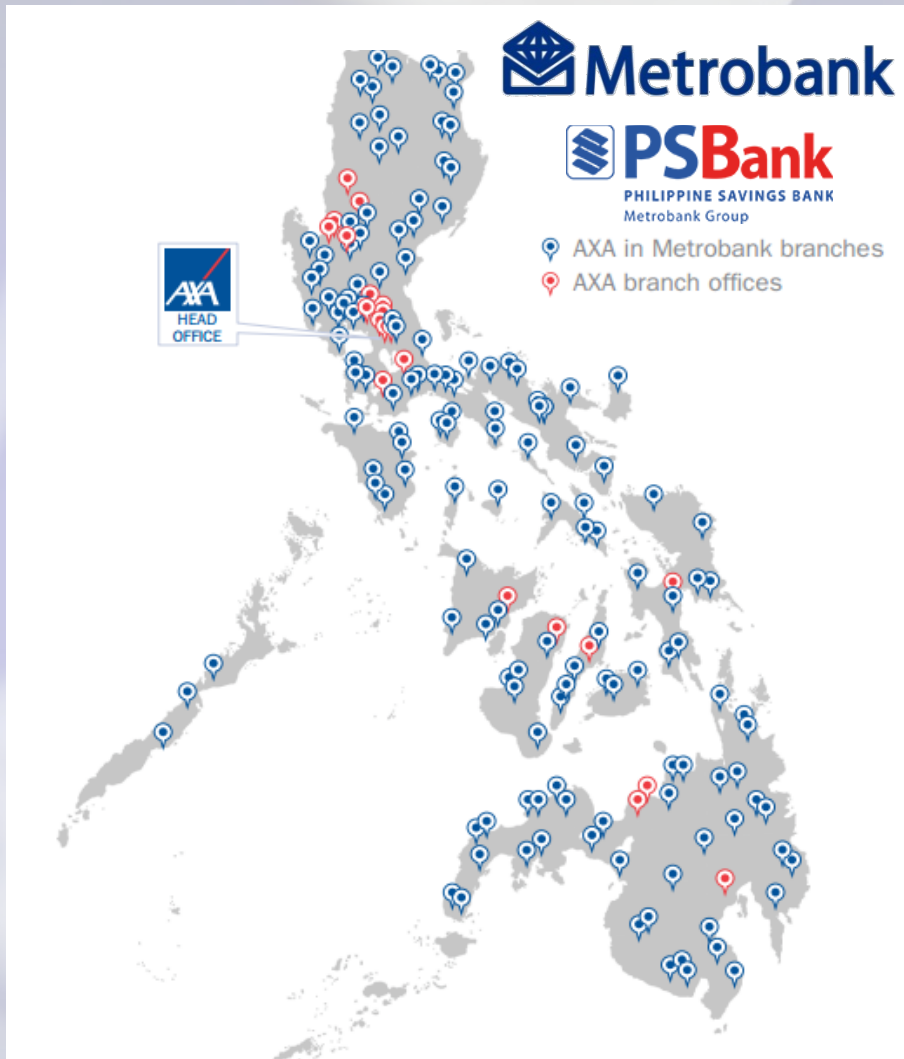 Metrobank
PSBank
PHILIPPINE SAVINGS BANK
Metrobank Group
AXA in Metrobank branches
AXA branch offices
AXA
HEAD
OFFICE